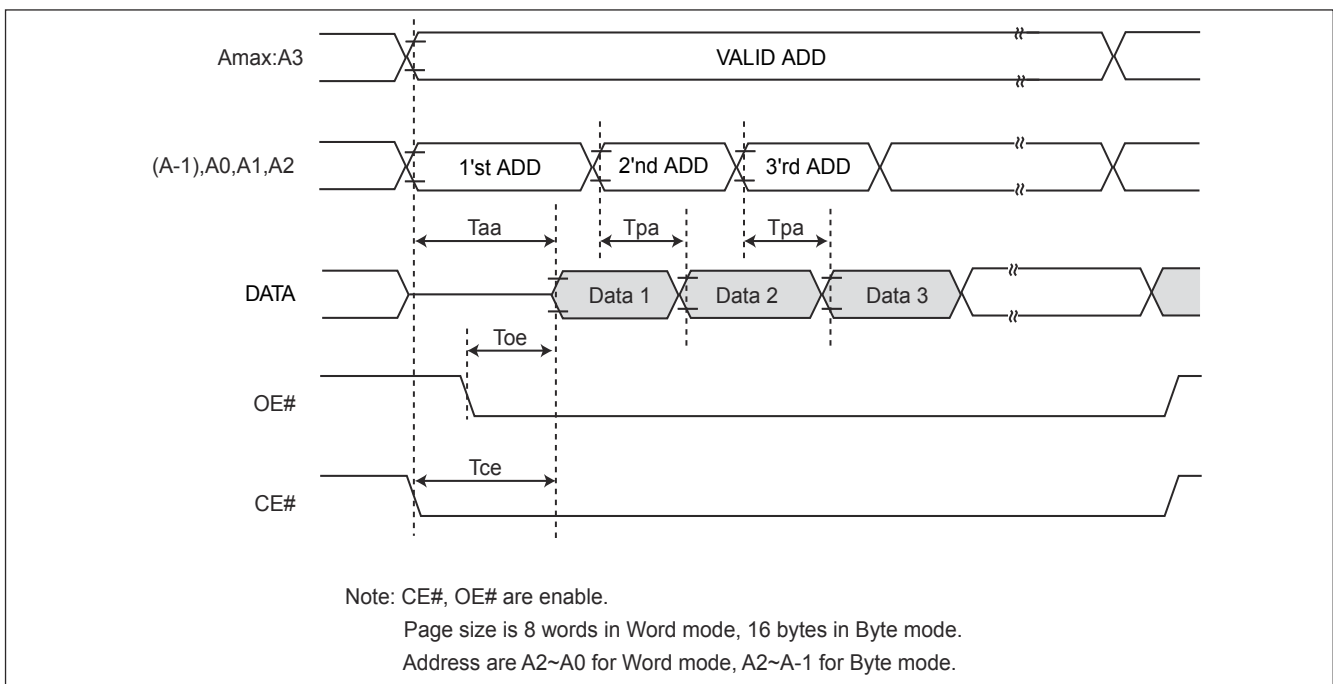 Amax:A3
VALID ADD
(A-1),A0,A1,A2
1'st ADD
2'nd ADD
3'rd ADD
Taa
Tpa
Tpa
DATA
Data 1
Data 2
Data 3
Toe
OE#
Tce
CE#
Note: CE#, OE# are enable.
Page size is 8 words in Word mode, 16 bytes in Byte mode.
Address are A2~A0 for Word mode, A2~A-1 for Byte mode.